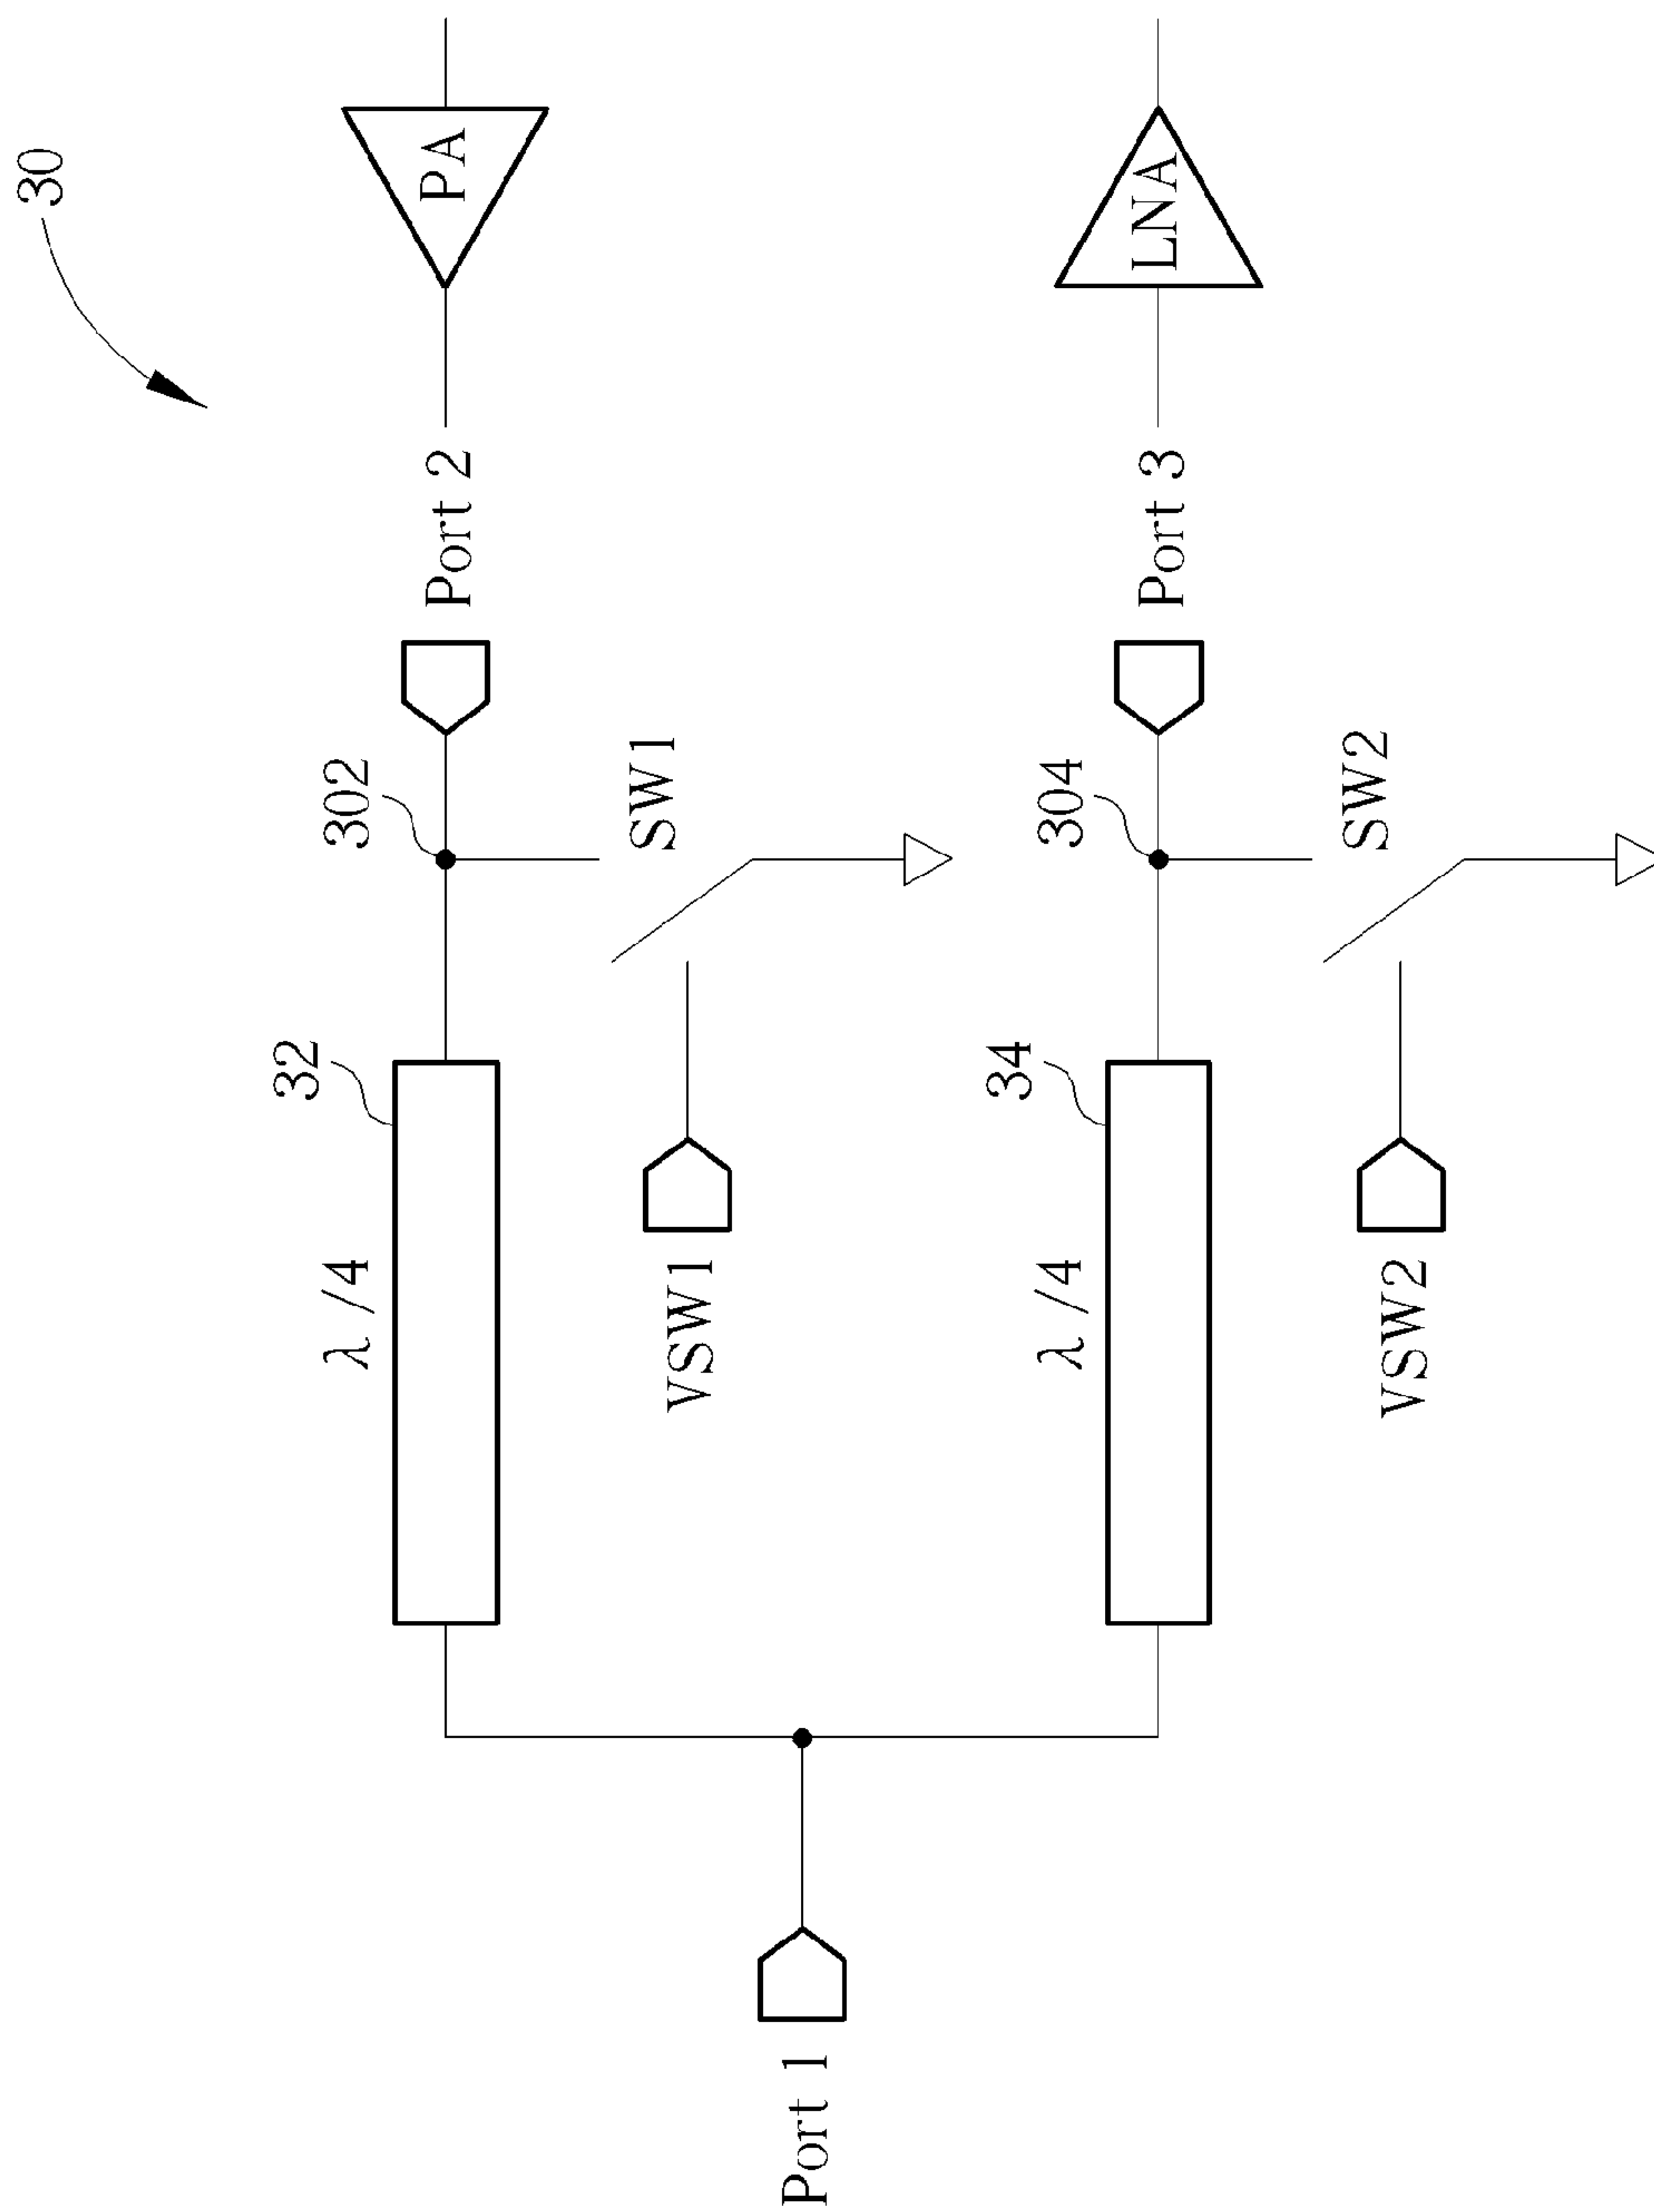 30
PA
Port 2
302
SW1
32
λ/4
VSW1
LNA
Port 3
304
SW2
34
λ/4
VSW2
Port 1